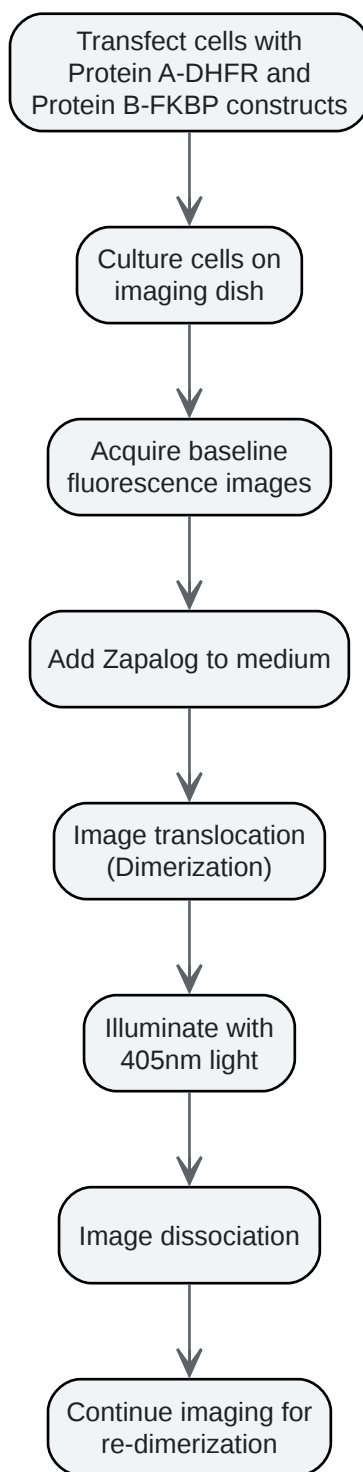 Transfect cells with
Protein A-DHFR and
Protein B-FKBP constructs
Culture cells on
imaging dish
Acquire baseline
fluorescence images
Add Zapalog to medium
Image translocation
(Dimerization)
Illuminate with
405nm light
Image dissociation
Continue imaging for
re-dimerization